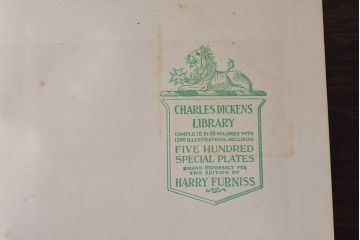 CHARLES DICKENS
LIBRARY
COMPLETE IN 18 VOLUMES WITH
1200 ILLUSTRATIONS, INCLUDING
FIVE HUNDRED
SPECIAL PLATES
DRAWN EXPRESSLY FOR
THIS EDITION BY
HARRY FURNISS